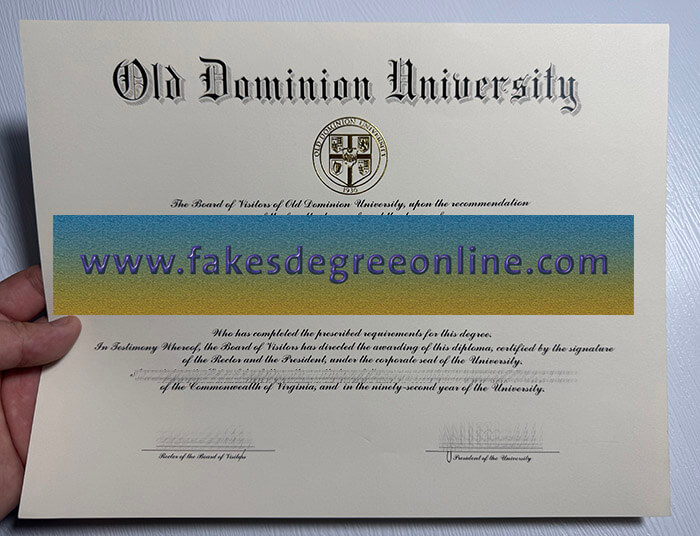 Old Dominion University
OLD DOMINION UNIVERSITY
1930
The Board of Visitors of Old Dominion University, upon the recommendation
www.fakesdegreeonline.com
Who has completed the prescribed requirements for this degree.
In Testimony Whereof, the Board of Visitors has directed the awarding of this diploma, certified by the signature
of the Rector and the President, under the corporate seal of the University.
of the Commonwealth of Virginia, and in the ninety-second year of the University.
Rector of the Board of Visitors
President of the University